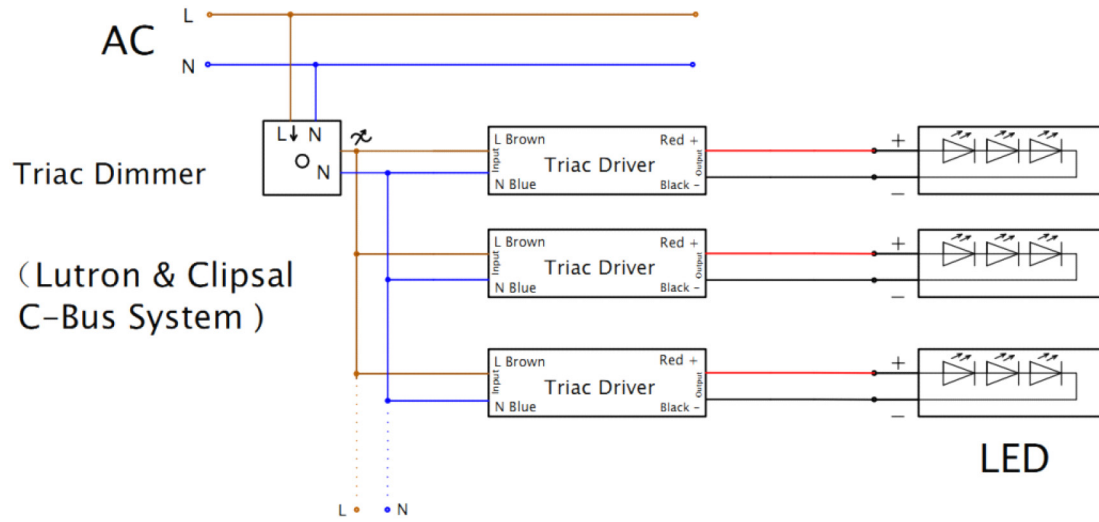 L
AC
N
L N
N
Triac Dimmer
（Lutron & Clipsal
C-Bus System )
L Brown
Red +
Input
Triac Driver
Output
N Blue
Black -
+
−
L Brown
Red +
Input
Triac Driver
Output
N Blue
Black -
+
−
L Brown
Red +
Input
Triac Driver
Output
N Blue
Black -
+
−
LED
L
N